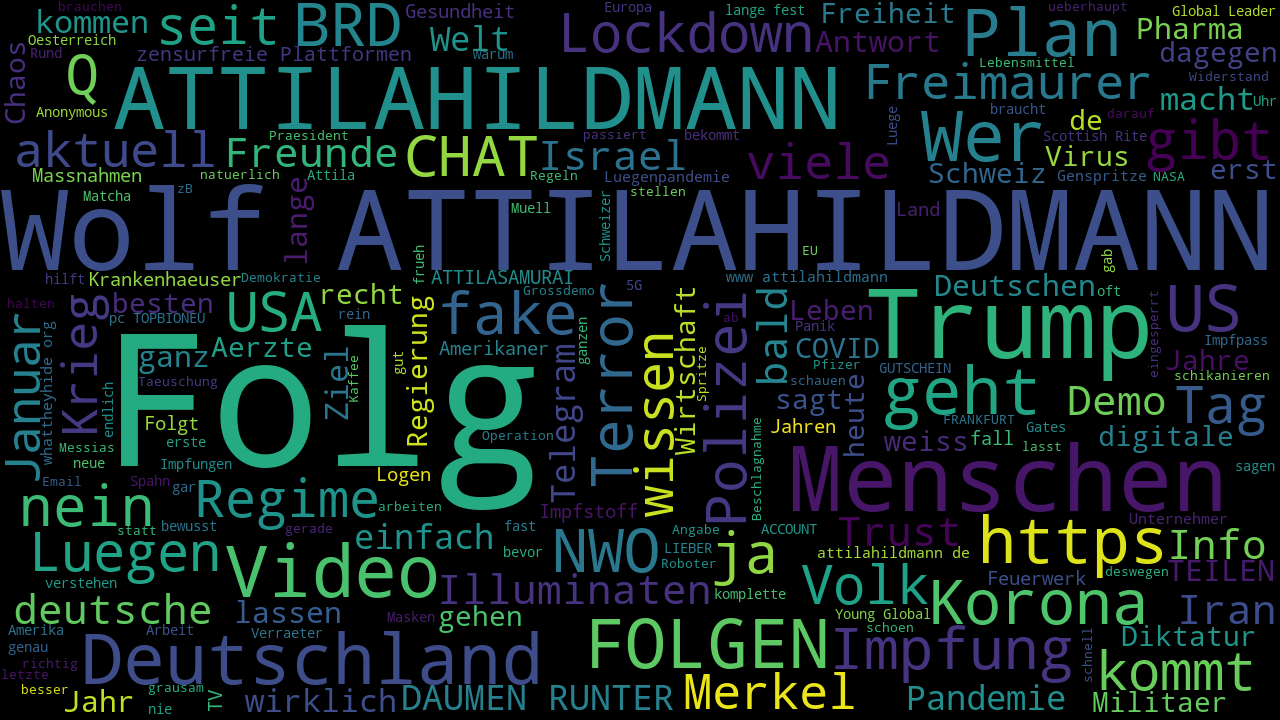 brauchen
kommen
seit
BRD
Gesundheit
Europa
lange fest
Freiheit
ueberhaupt
Global Leader
Oesterreich
zensurfreie Plattformen
Welt
warum
Lockdown
Antwort
Plan
Pharma
Rund
dagegen
Chaos
Q
ATTILAHILDMANN
Lebensmittel
Freimaurer
Widerstand
Anonymous
macht
Uhr
Luege
braucht
darauf
aktuell
Praesident
Freunde
CHAT
passiert
bekommt
Israel
viele
Wer
de
Scottish Rite
gibt
Massnahmen
natuerlich
Attila
Regeln
Luegenpandemie
Schweiz
Virus
Genspritze
NASA
erst
Wolf ATTILAHILDMANN
Matcha
zB
lange
Muell
stellen
Schweizer
Land
EU
gab
hilft
Krankenhaeuser
Demokratie
frueh
ATTILASAMURAI
Grossdemo
5G
www attilahildmann
Deutschen
oft
halten
Krieg
besten
USA
recht
rein
fake
Terror
Polizei
ab
bald
Leben
Trump
US
Januar
whattheyhide org
pc
TOPBIONEU
ganz
Aerzte
Ziel
Kaffee
gut
Regierung
Amerikaner
ganzen
Wirtschaft
Spritze
Panik
COVID
Pfizer
eingesperrt
Impfpass
Jahre
Taeuschung
endlich
Folg
Telegram
wissen
schauen
GUTSCHEIN
geht
schikanieren
sagt
heute
Demo
Tag
Folgt
Jahren
FRANKFURT
Gates
Messias
erste
Operation
weiss
fall
lasst
digitale
neue
Impfungen
Logen
Beschlagnahme
sagen
Email
Spahn
gar
Menschen
nein
Regime
arbeiten
Impfstoff
statt
bewusst
gerade
einfach
fast
NWO
Angabe
ACCOUNT
Trust
https
Unternehmer
Luegen
bevor
LIEBER
Roboter
ja
attilahildmann de
Info
verstehen
Video
Illuminaten
komplette
Volk
Feuerwerk
deswegen
TEILEN
deutsche
lassen
Masken
gehen
Young Global
Korona
Iran
Amerika
Arbeit
Verraeter
FOLGEN
schoen
Impfung
schnell
Diktatur
genau
richtig
Deutschland
letzte
kommt
besser
Jahr
grausam
nie
TV
wirklich
DAUMEN RUNTER
Merkel
Pandemie
Militaer